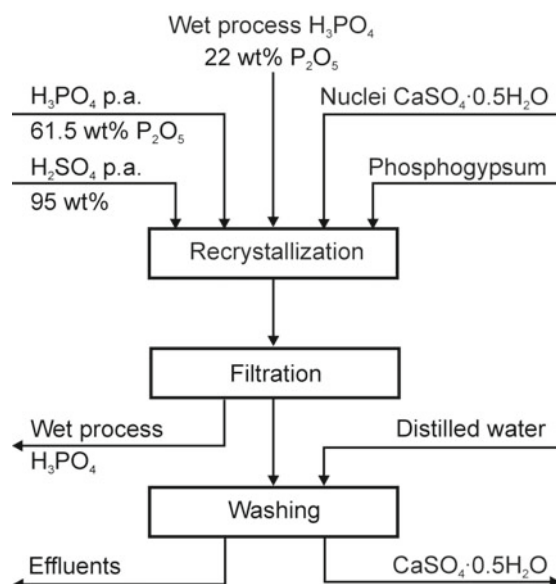 Wet process H₃PO₄
22 wt% P₂O₅
H₃PO₄ p.a.
61.5 wt% P₂O₅
Nuclei CaSO₄·0.5H₂O
H₂SO₄ p.a.
95 wt%
Phosphogypsum
Recrystallization
Filtration
Wet process
H₃PO₄
Distilled water
Washing
Effluents
CaSO₄·0.5H₂O